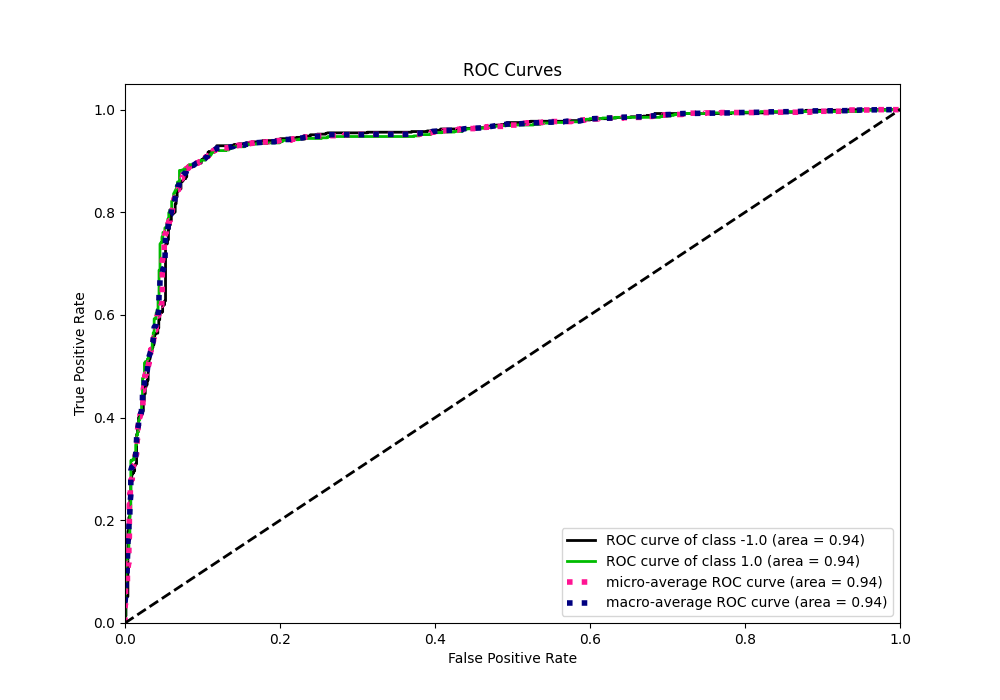 ROC Curves
True Positive Rate
1.0
0.8
0.6
0.4
0.2
0.0
0.0 0.2 0.4 0.6 0.8 1.0
False Positive Rate
ROC curve of class -1.0 (area = 0.94)
ROC curve of class 1.0 (area = 0.94)
micro-average ROC curve (area = 0.94)
macro-average ROC curve (area = 0.94)